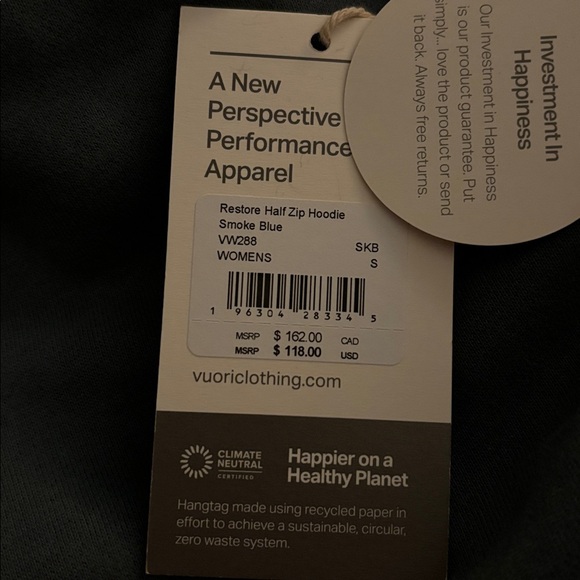 A New
Perspective
Performance
Apparel
Restore Half Zip Hoodie
Smoke Blue
VW288 SKB
WOMENS S
1 96304 28334 5
MSRP $ 162.00 CAD
MSRP $ 118.00 USD
vuoriclothing.com
CLIMATE
NEUTRAL
CERTIFIED
Happier on a
Healthy Planet
Hangtag made using recycled paper in
effort to achieve a sustainable, circular,
zero waste system.
Investment In
Happiness
Our Investment in Happiness
is our product guarantee. Put
simply... love the product or send
it back. Always free returns.